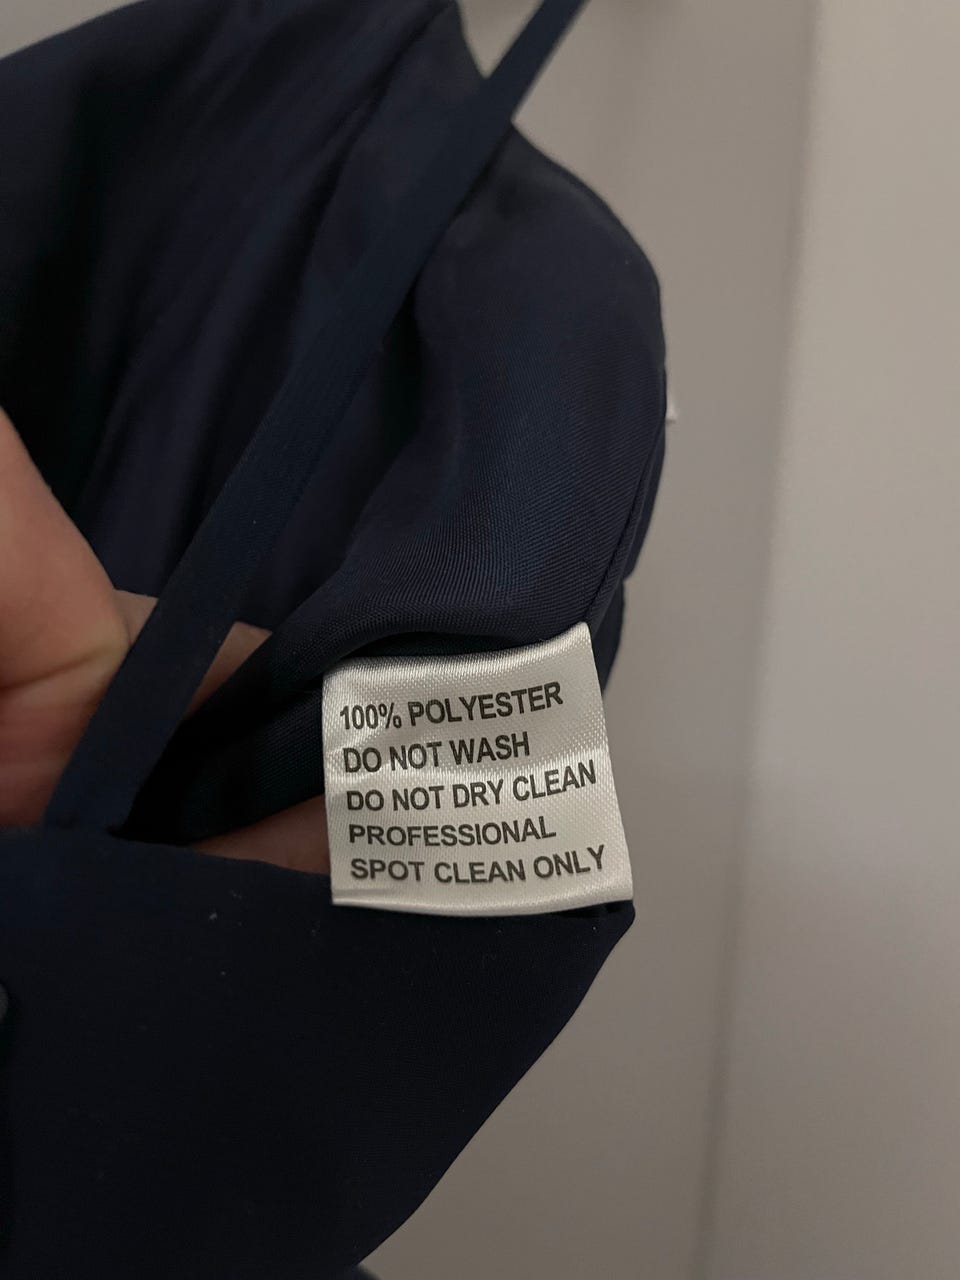 100% POLYESTER
DO NOT WASH
DO NOT DRY CLEAN
PROFESSIONAL
SPOT CLEAN ONLY